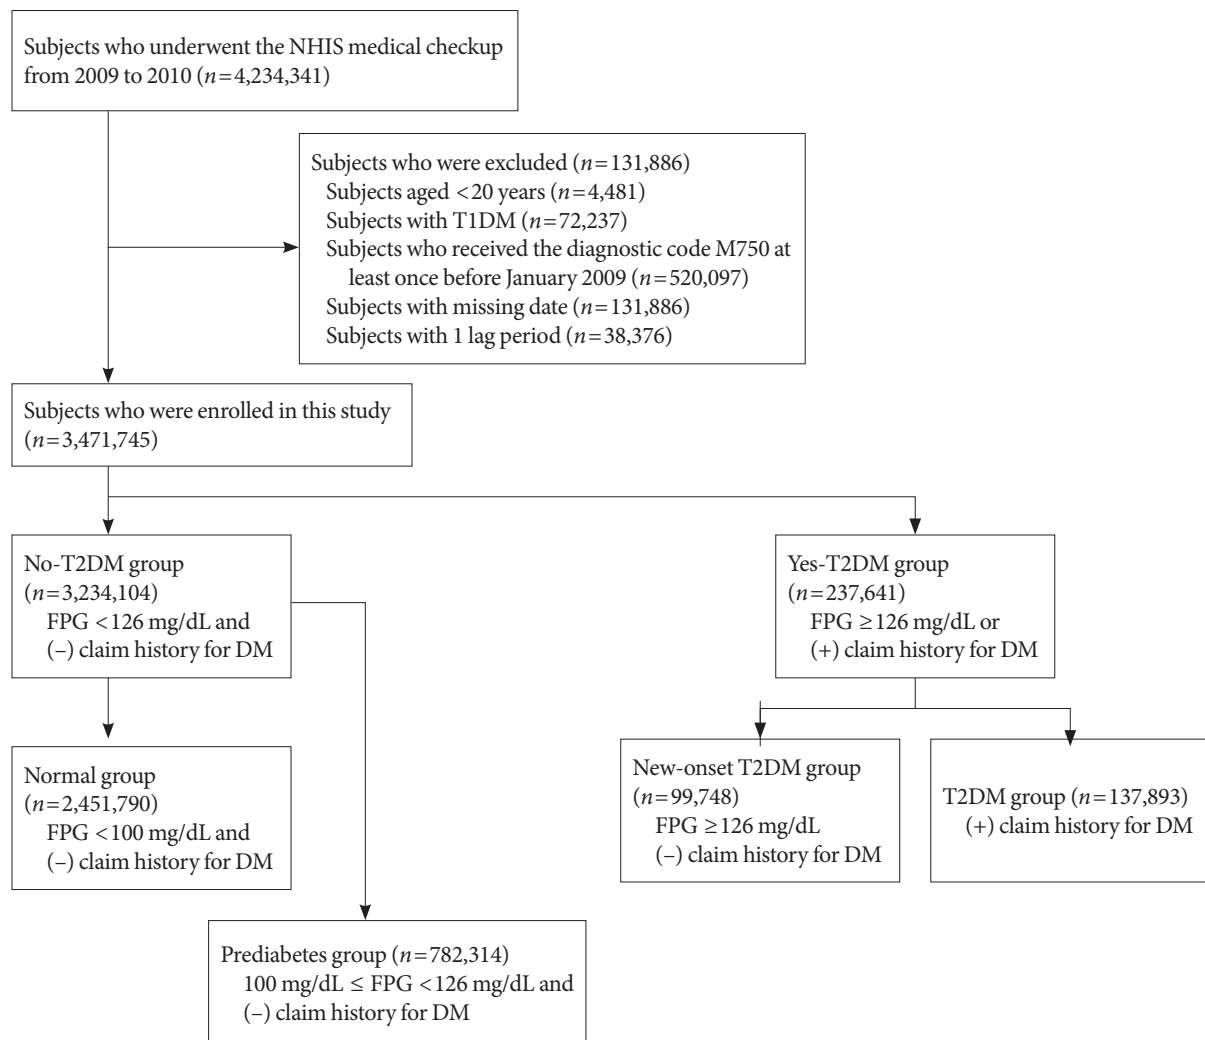 Subjects who underwent the NHIS medical checkup
from 2009 to 2010 (n=4,234,341)
Subjects who were excluded (n=131,886)
Subjects aged <20 years (n=4,481)
Subjects with T1DM (n=72,237)
Subjects who received the diagnostic code M750 at
least once before January 2009 (n=520,097)
Subjects with missing date (n=131,886)
Subjects with 1 lag period (n=38,376)
Subjects who were enrolled in this study
(n=3,471,745)
No-T2DM group
(n=3,234,104)
FPG <126 mg/dL and
(–) claim history for DM
Yes-T2DM group
(n=237,641)
FPG ≥126 mg/dL or
(+) claim history for DM
Normal group
(n=2,451,790)
FPG <100 mg/dL and
(–) claim history for DM
New-onset T2DM group
(n=99,748)
FPG ≥126 mg/dL
(–) claim history for DM
T2DM group (n=137,893)
(+) claim history for DM
Prediabetes group (n=782,314)
100 mg/dL ≤ FPG <126 mg/dL and
(–) claim history for DM